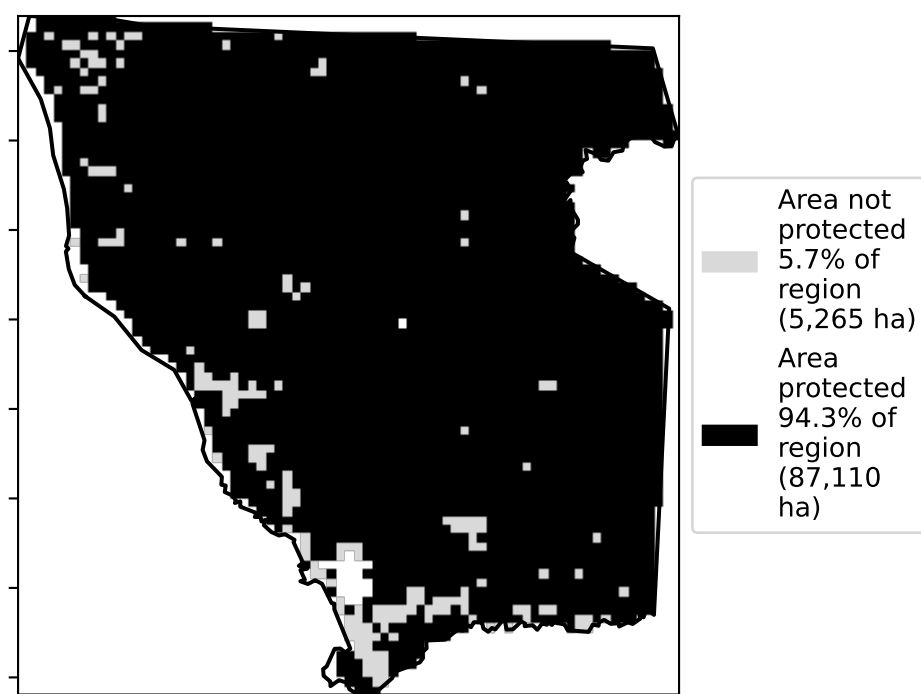 Area not
protected
5.7% of
region
(5,265 ha)
Area
protected
94.3% of
region
(87,110
ha)